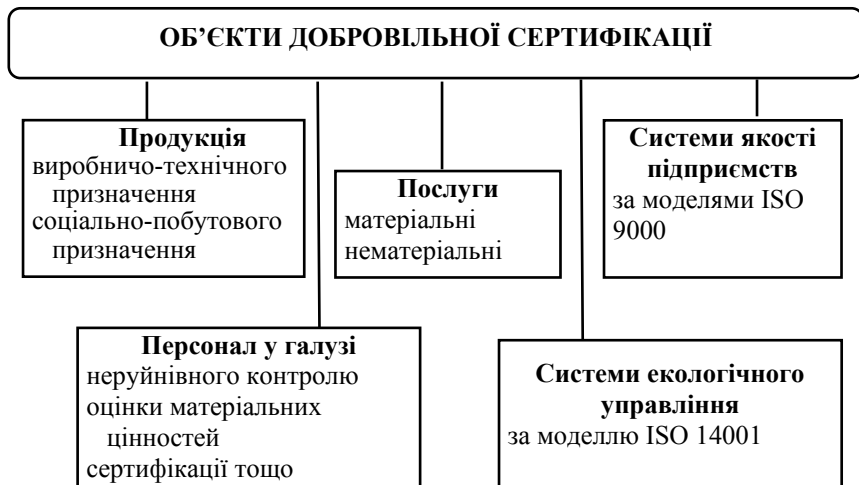 ОБ’ЄКТИ ДОБРОВІЛЬНОЇ СЕРТИФІКАЦІЇ
Продукція
виробничо-технічного
призначення
соціально-побутового
призначення
Послуги
матеріальні
нематеріальні
Системи якості
підприємств
за моделями ISO
9000
Персонал у галузі
неруйнівного контролю
оцінки матеріальних
цінностей
сертифікації тощо
Системи екологічного
управління
за моделлю ISO 14001